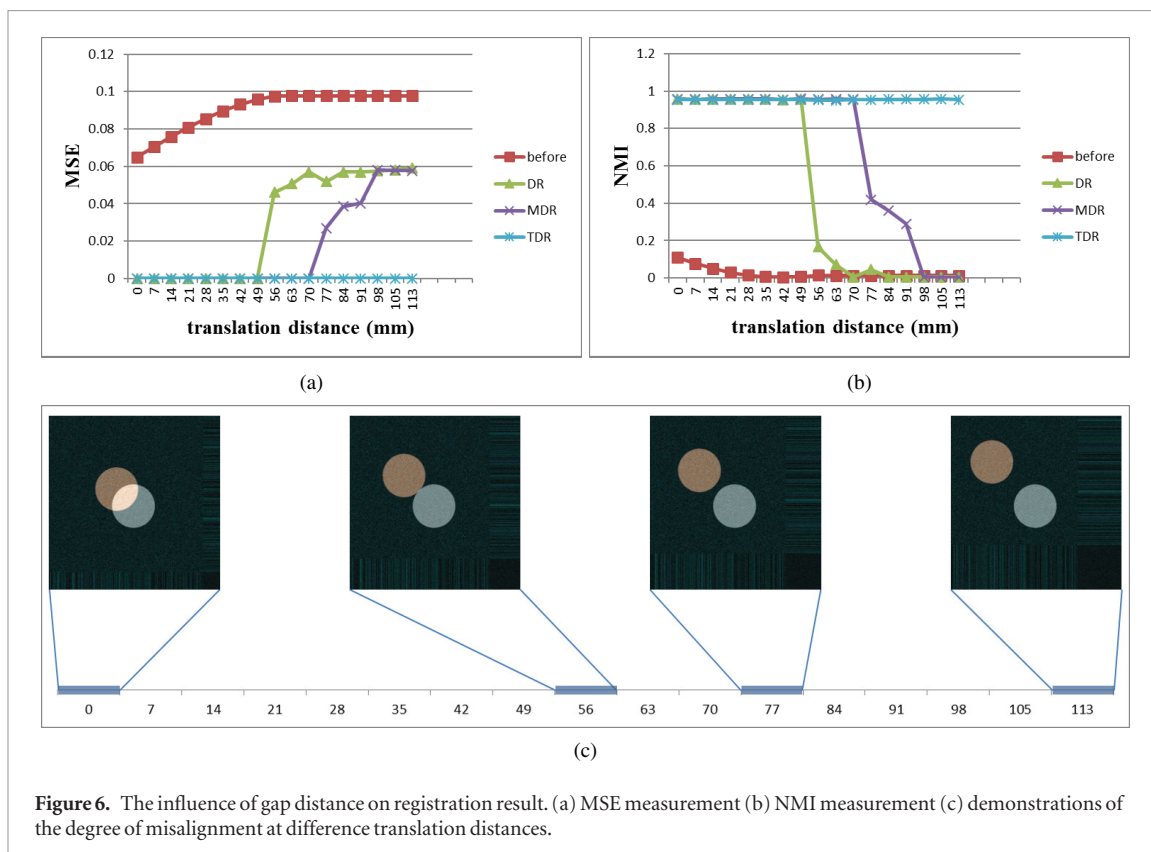 0.12
0.1
0.08
0.06
0.04
0.02
0
MSE
0 7 14 21 28 35 42 49 56 63 70 77 84 91 98 105 113
translation distance (mm)
before
DR
MDR
TDR
(a)
1.2
1
0.8
0.6
0.4
0.2
0
NMI
0 7 14 21 28 35 42 49 56 63 70 77 84 91 98 105 113
translation distance (mm)
before
DR
MDR
TDR
(b)
0 7 14 21 28 35 42 49 56 63 70 77 84 91 98 105 113
(c)
Figure 6. The influence of gap distance on registration result. (a) MSE measurement (b) NMI measurement (c) demonstrations of
the degree of misalignment at difference translation distances.